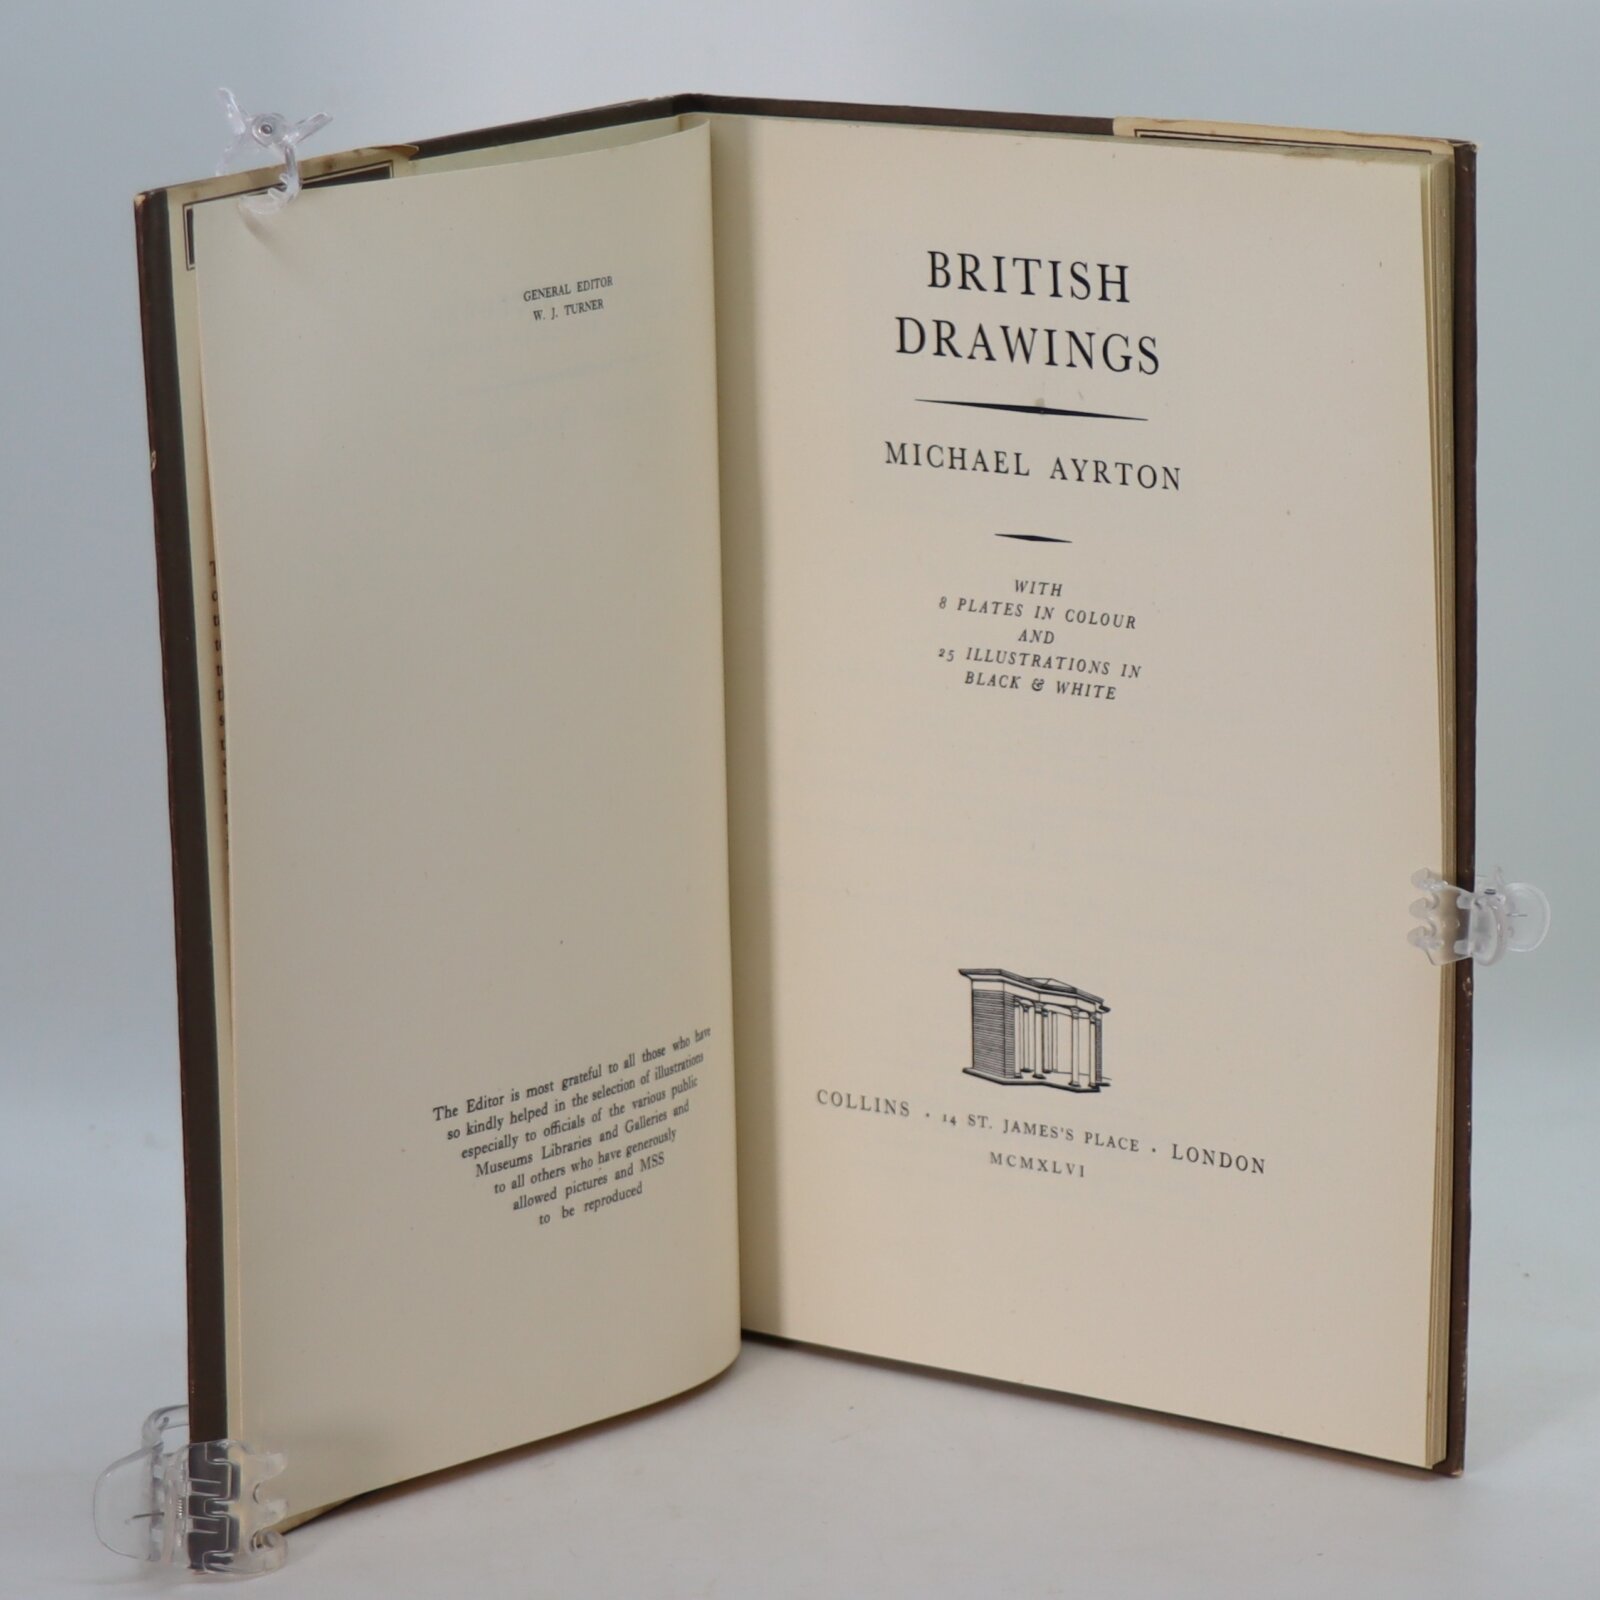 GENERAL EDITOR
W. J. TURNER
The Editor is most grateful to all those who have
so kindly helped in the selection of illustrations
especially to officials of the various public
Museums Libraries and Galleries and
to all others who have generously
allowed pictures and MSS
to be reproduced
BRITISH
DRAWINGS
MICHAEL AYRTON
WITH
8 PLATES IN COLOUR
AND
25 ILLUSTRATIONS IN
BLACK & WHITE
COLLINS · 14 ST. JAMES'S PLACE · LONDON
MCMXLVI